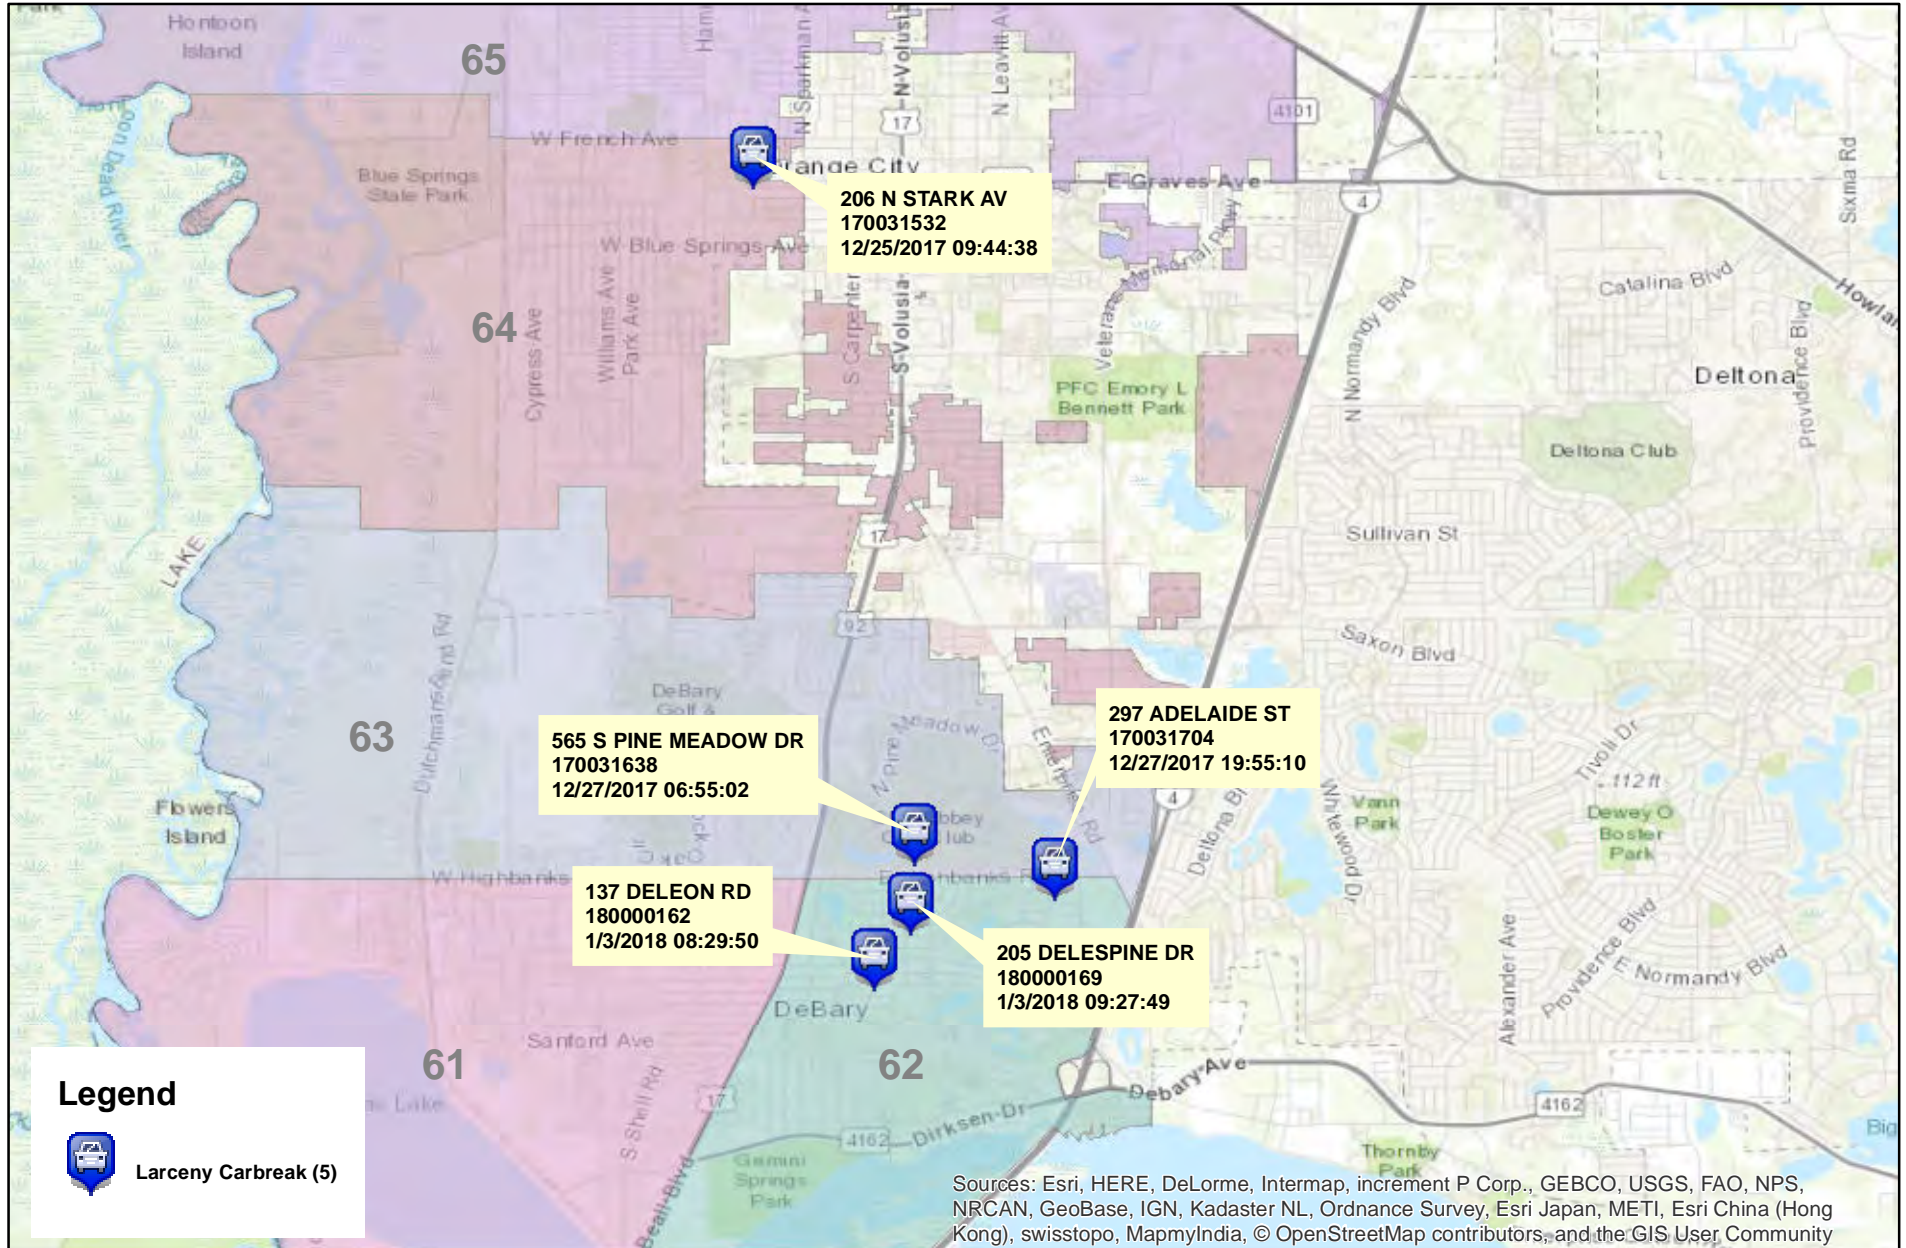 Park
Hontoon
Island
65
N Sparkman A
N Volusia
N Leavitt Av
17
4101
W French Ave
Orange City
Blue Springs
State Park
E Graves Ave
4
Sixma Rd
206 N STARK AV
170031532
12/25/2017 09:44:38
W Blue Springs Ave
Veterans Memorial Pkwy
Catalina Blvd
64
Cypress Ave
Williams Ave
Park Ave
S Carpenter
S Volusia
N Normandy Blvd
Providence Blvd
PFC Emory L
Bennett Park
Deltona
Deltona Club
17
Sullivan St
LAKE
92
Saxon Blvd
63
DeBary
Golf &
Meadow Dr
N Pine
565 S PINE MEADOW DR
170031638
12/27/2017 06:55:02
297 ADELAIDE ST
170031704
12/27/2017 19:55:10
Tivoli Dr
112 ft
4
Flowers
Island
Vann
Park
Whitewood Dr
Dewey O
Boster
Park
W Highbanks
137 DELEON RD
180000162
1/3/2018 08:29:50
205 DELESPINE DR
180000169
1/3/2018 09:27:49
Alexander Ave
Providence Blvd
E Normandy Blvd
DeBary
Sanford Ave
61
62
S Shell Rd
17
Debary Ave
4162
Dirksen Dr
4162
Big
Gemini
Springs
Park
Thornby
Park
Legend
Larceny Carbreak (5)
Sources: Esri, HERE, DeLorme, Intermap, increment P Corp., GEBCO, USGS, FAO, NPS,
NRCAN, GeoBase, IGN, Kadaster NL, Ordnance Survey, Esri Japan, METI, Esri China (Hong
Kong), swisstopo, MapmyIndia, © OpenStreetMap contributors, and the GIS User Community